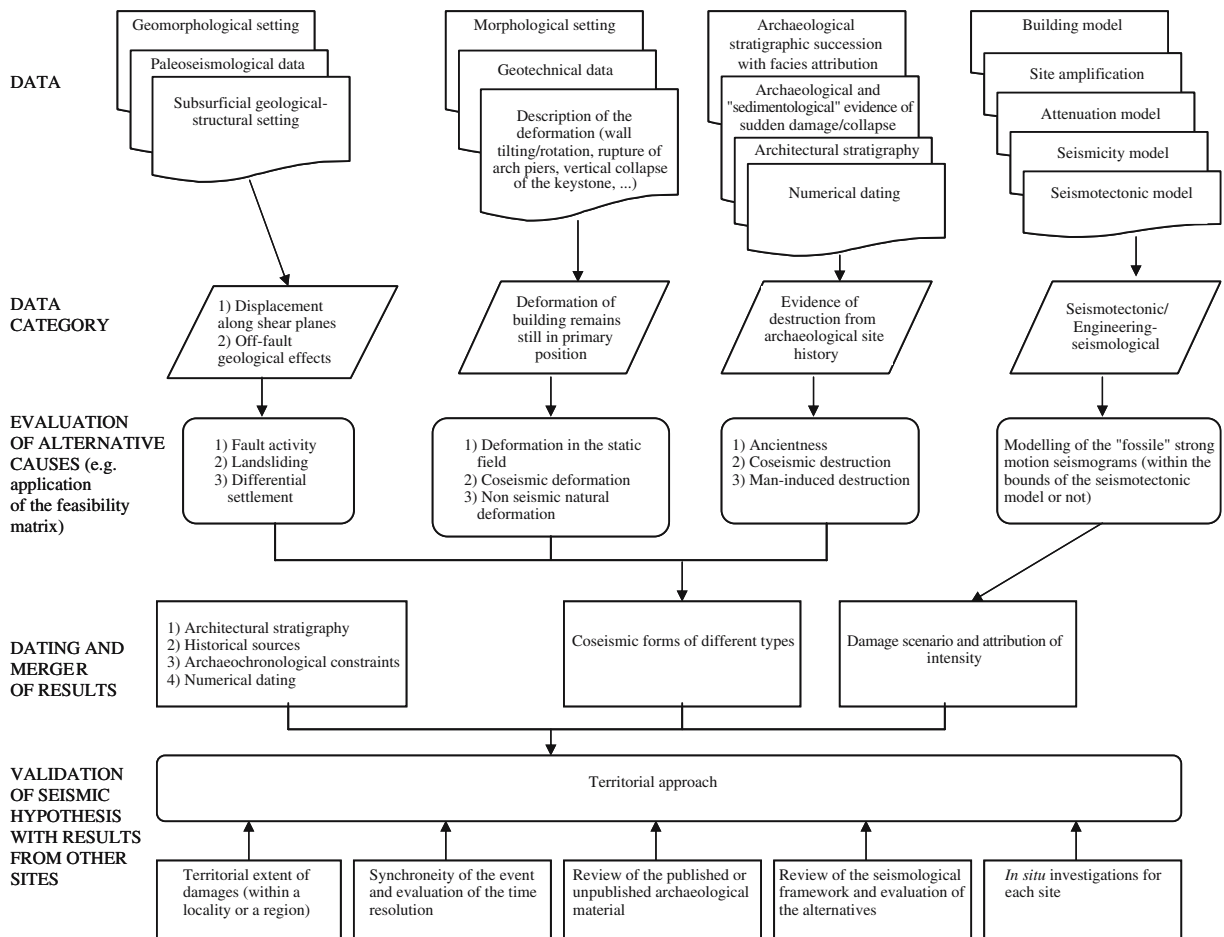 DATA
Geomorphological setting
Paleoseismological data
Subsurficial geological-
structural setting
Morphological setting
Geotechnical data
Description of the
deformation (wall
tilting/rotation, rupture of
arch piers, vertical collapse
of the keystone, ...)
Archaeological
stratigraphic succession
with facies attribution
Archaeological and
"sedimentological" evidence of
sudden damage/collapse
Architectural stratigraphy
Numerical dating
Building model
Site amplification
Attenuation model
Seismicity model
Seismotectonic model
DATA
CATEGORY
1) Displacement
along shear planes
2) Off-fault
geological effects
Deformation of
building remains
still in primary
position
Evidence of
destruction from
archaeological site
history
Seismotectonic/
Engineering-
seismological
EVALUATION
OF ALTERNATIVE
CAUSES (e.g.
application
of the feasibility
matrix)
1) Fault activity
2) Landsliding
3) Differential
settlement
1) Deformation in the static
field
2) Coseismic deformation
3) Non seismic natural
deformation
1) Ancientness
2) Coseismic destruction
3) Man-induced destruction
Modelling of the "fossile" strong
motion seismograms (within the
bounds of the seismotectonic
model or not)
DATING AND
MERGER
OF RESULTS
1) Architectural stratigraphy
2) Historical sources
3) Archaeochronological constraints
4) Numerical dating
Coseismic forms of different types
Damage scenario and attribution of
intensity
VALIDATION
OF SEISMIC
HYPOTHESIS
WITH RESULTS
FROM OTHER
SITES
Territorial approach
Territorial extent of
damages (within a
locality or a region)
Synchroneity of the event
and evaluation of the time
resolution
Review of the published or
unpublished archaeological
material
Review of the seismological
framework and evaluation of
the alternatives
In situ investigations for
each site